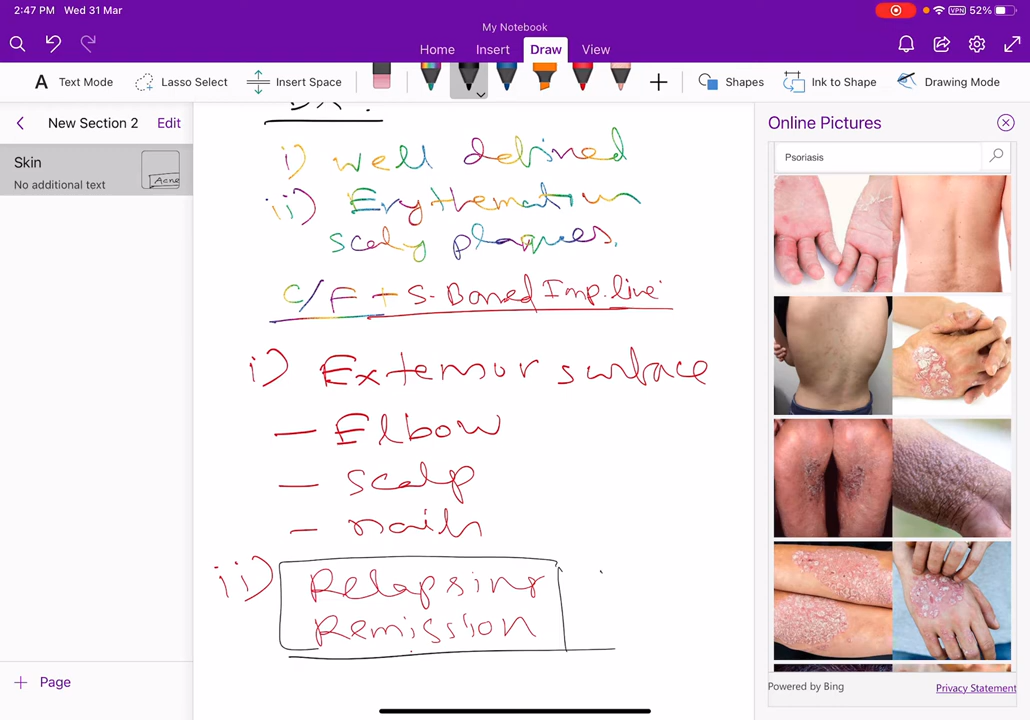 2:47 PM Wed 31 Mar
VPN 52%
My Notebook
Home Insert Draw View
A Text Mode Lasso Select Insert Space Shapes Ink to Shape Drawing Mode
New Section 2 Edit
Online Pictures
Skin
No additional text
Acne
Psoriasis
i) well defined
ii) Erythematun
scaly plaques.
C/F + S. Baned Imp. line
i) Extensor surface
- Elbow
- scalp
- nails
ii) Relapsing
Remission
Page
Powered by Bing
Privacy Statement